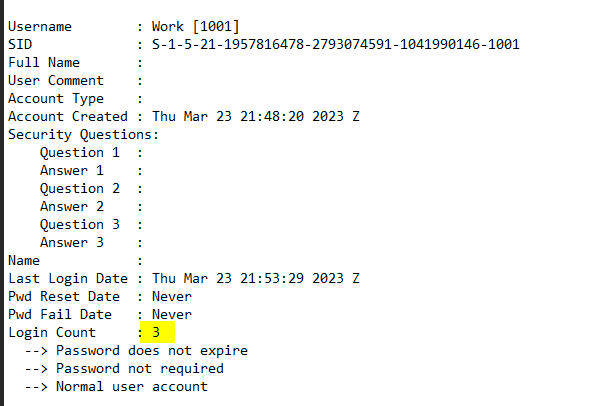 Username        : Work [1001]
SID             : S-1-5-21-1957816478-2793074591-1041990146-1001
Full Name       :
User Comment    :
Account Type    :
Account Created : Thu Mar 23 21:48:20 2023 Z
Security Questions:
    Question 1  :
    Answer 1    :
    Question 2  :
    Answer 2    :
    Question 3  :
    Answer 3    :
Name            :
Last Login Date : Thu Mar 23 21:53:29 2023 Z
Pwd Reset Date  : Never
Pwd Fail Date   : Never
Login Count     : 3
  --> Password does not expire
  --> Password not required
  --> Normal user account